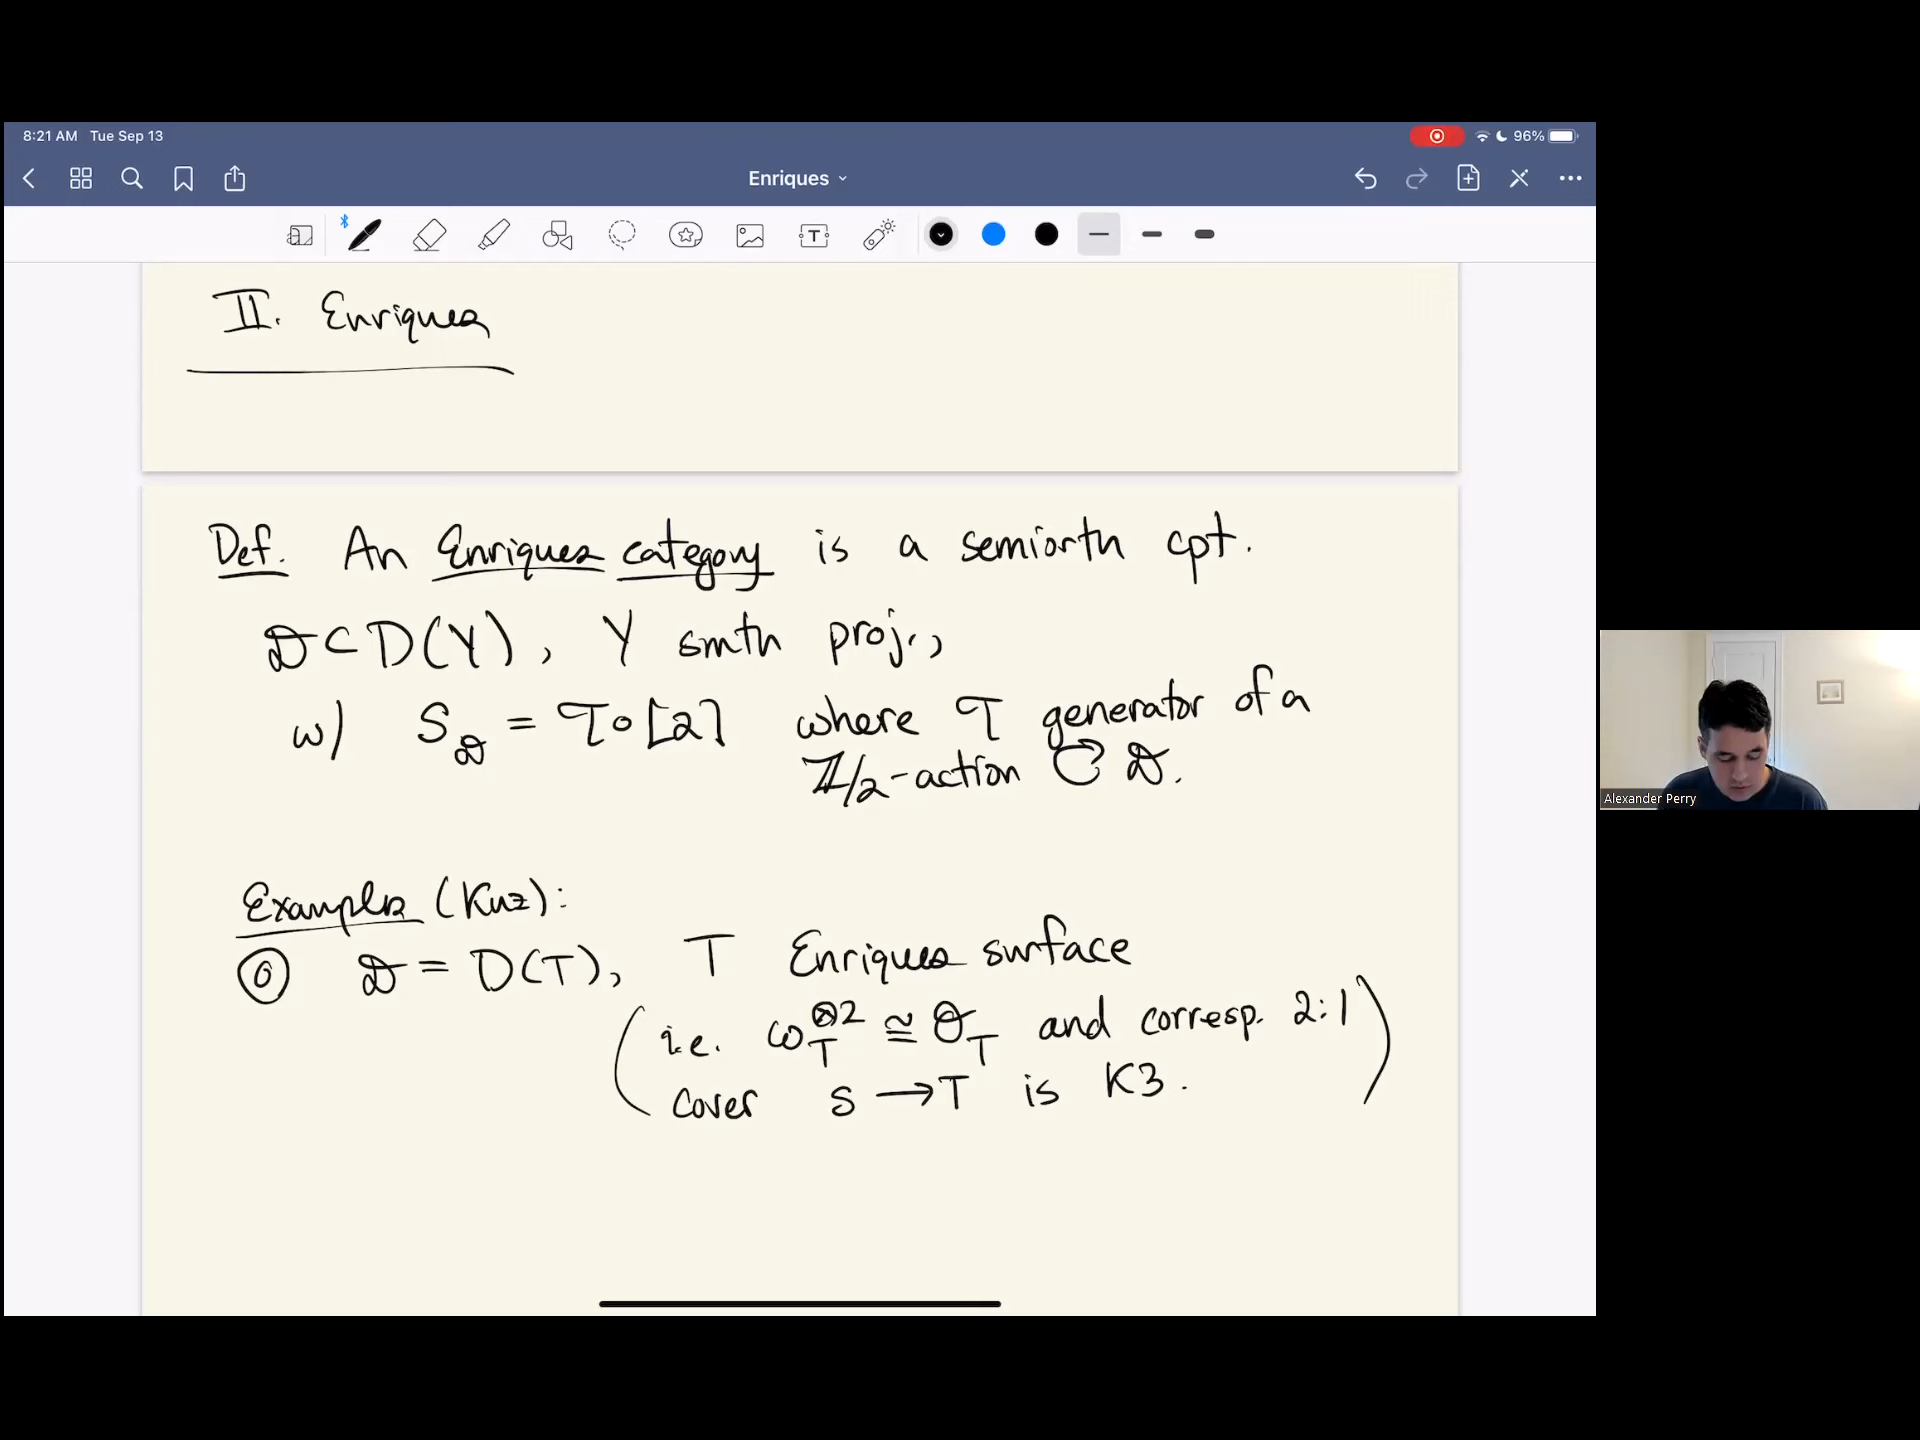 8:21 AM Tue Sep 13
96%
Enriques
II. Enriques
Def. An Enriques category is a semiorth cpt.
𝒟 ⊂ D(Y), Y smth proj.,
w/ S_𝒟 = τ∘[2] where τ generator of a
ℤ/2-action ↻ 𝒟.
Examples (Kuz):
⓪ 𝒟 = D(T), T Enriques surface
(i.e. ω_T^{⊗2} ≅ 𝒪_T and corresp. 2:1
cover S → T is K3.)
Alexander Perry